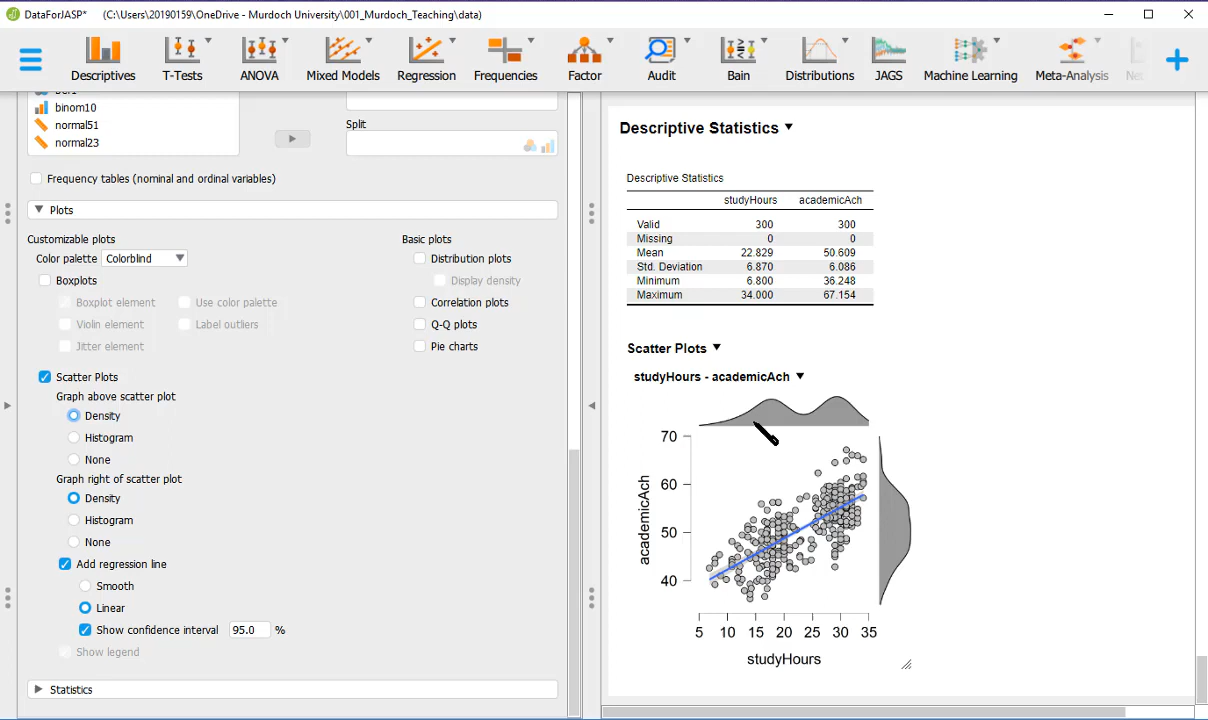 DataForJASP* (C:\Users\20190159\OneDrive - Murdoch University\001_Murdoch_Teaching\data)
Descriptives T-Tests ANOVA Mixed Models Regression Frequencies Factor Audit Bain Distributions JAGS Machine Learning Meta-Analysis
binom10
normal51
normal23
Split
Frequency tables (nominal and ordinal variables)
Plots
Customizable plots
Color palette Colorblind
Boxplots
Boxplot element Use color palette
Violin element Label outliers
Jitter element
Scatter Plots
Graph above scatter plot
Density
Histogram
None
Graph right of scatter plot
Density
Histogram
None
Add regression line
Smooth
Linear
Show confidence interval 95.0 %
Show legend
Statistics
Basic plots
Distribution plots
Display density
Correlation plots
Q-Q plots
Pie charts
Descriptive Statistics
Descriptive Statistics
studyHours academicAch
Valid 300 300
Missing 0 0
Mean 22.829 50.609
Std. Deviation 6.870 6.086
Minimum 6.800 36.248
Maximum 34.000 67.154
Scatter Plots
studyHours - academicAch
70
60
50
40
academicAch
5 10 15 20 25 30 35
studyHours